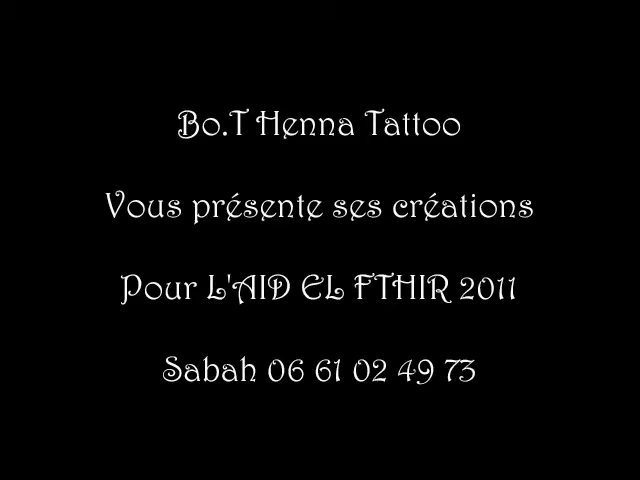 Bo.T Henna Tattoo
Vous présente ses créations
Pour L'AID EL FTHIR 2011
Sabah 06 61 02 49 73